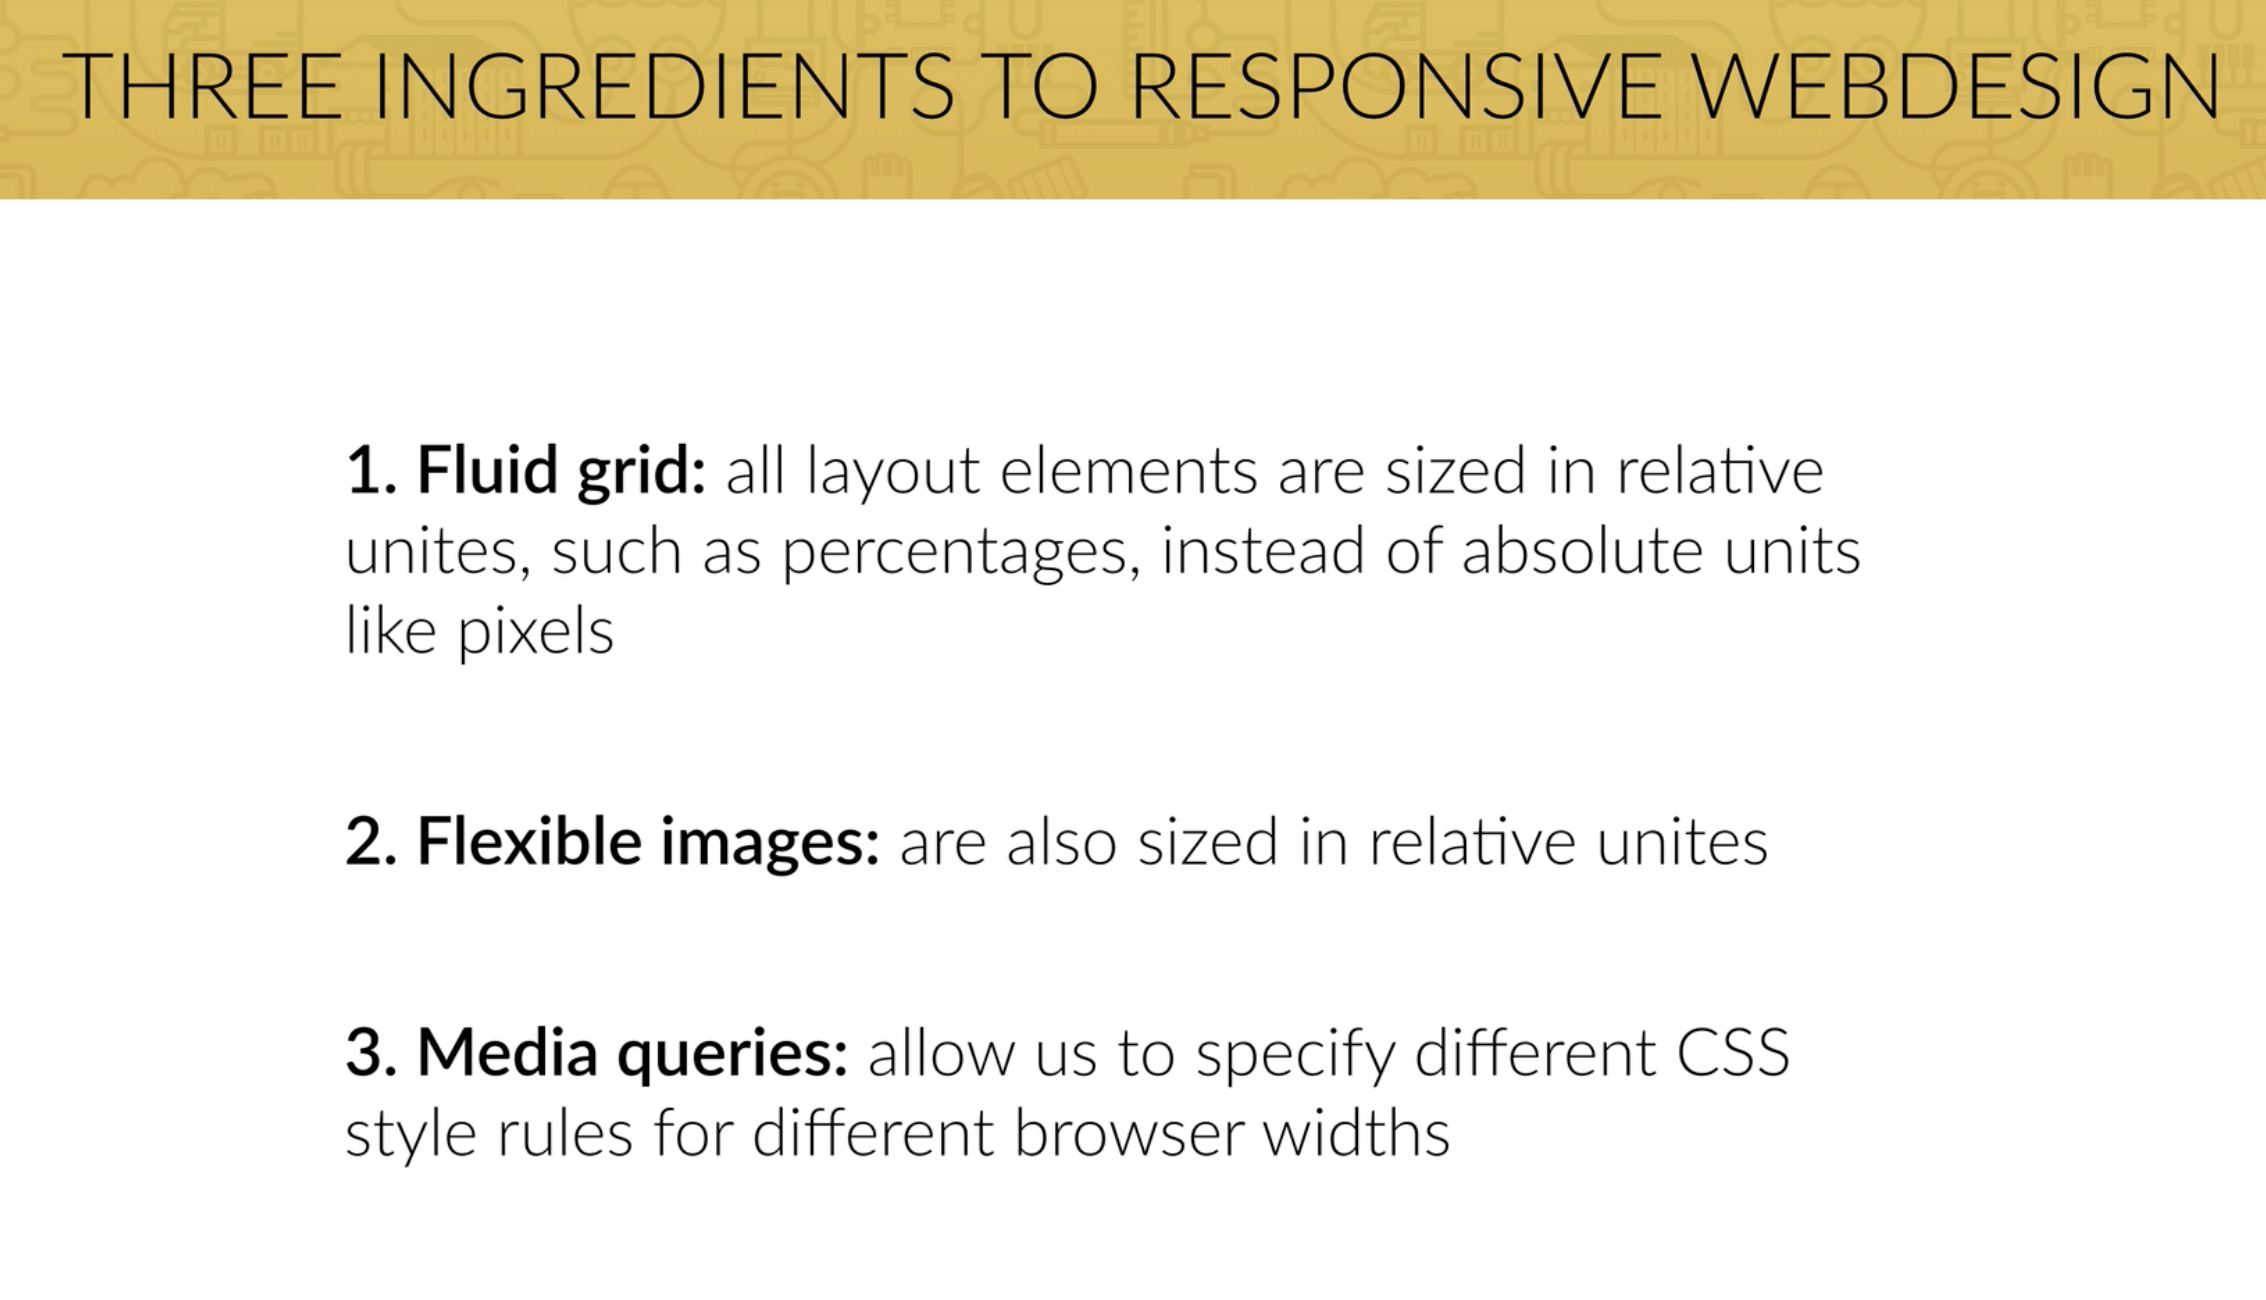 THREE INGREDIENTS TO RESPONSIVE WEBDESIGN
1. Fluid grid: all layout elements are sized in relative
unites, such as percentages, instead of absolute units
like pixels
2. Flexible images: are also sized in relative unites
3. Media queries: allow us to specify different CSS
style rules for different browser widths